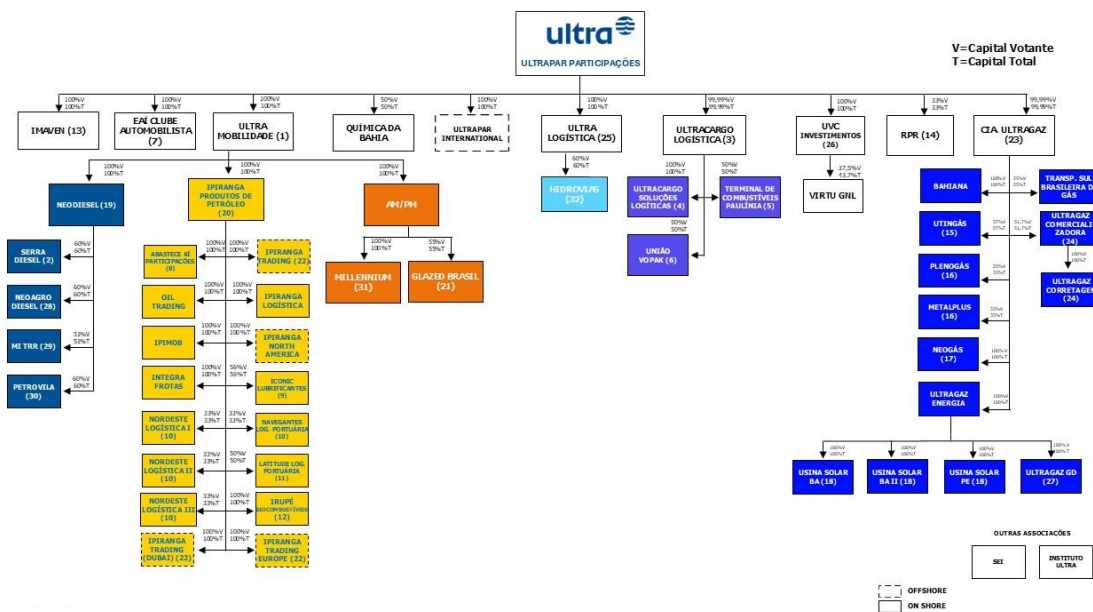 ultra
ULTRAPAR PARTICIPAÇÕES
V=Capital Votante
T=Capital Total
100%V
100%T
IMAVEN (13)
100%V
100%T
EAÍ CLUBE
AUTOMOBILISTA
(7)
100%V
100%T
ULTRA
MOBILIDADE (1)
50%V
50%T
QUÍMICA DA
BAHIA
100%V
100%T
ULTRAPAR
INTERNATIONAL
100%V
100%T
ULTRA
LOGÍSTICA (25)
99,99%V
99,99%T
ULTRACARGO
LOGÍSTICA (3)
100%V
100%T
UVC
INVESTIMENTOS
(26)
33%V
33%T
RPR (14)
99,99%V
99,99%T
CIA. ULTRAGAZ
(23)
100%V
100%T
NEODIESEL (19)
100%V
100%T
IPIRANGA
PRODUTOS DE
PETRÓLEO
(20)
100%V
100%T
AM/PM
60%V
60%T
HIDROVIAS
(32)
100%V
100%T
ULTRACARGO
SOLUÇÕES
LOGÍTICAS (4)
50%V
50%T
TERMINAL DE
COMBUSTÍVEIS
PAULÍNIA (5)
50%V
50%T
UNIÃO
VOPAK (6)
37,5%V
43,7%T
VIRTU GNL
60%V
60%T
SERRA
DIESEL (2)
60%V
60%T
NEOAGRO
DIESEL (28)
51%V
51%T
MI TRR (29)
60%V
60%T
PETROVILA
(30)
100%V
100%T
ABASTECE AÍ
PARTICIPAÇÕES
(8)
100%V
100%T
IPIRANGA
TRADING (22)
100%V
100%T
OIL
TRADING
100%V
100%T
IPIRANGA
LOGÍSTICA
100%V
100%T
IPIMOB
100%V
100%T
IPIRANGA
NORTH
AMERICA
100%V
100%T
INTEGRA
FROTAS
56%V
56%T
ICONIC
LUBRIFICANTES
(9)
33%V
33%T
NORDESTE
LOGÍSTICA I
(10)
33%V
33%T
NAVEGANTES
LOG. PORTUÁRIA
(10)
33%V
33%T
NORDESTE
LOGÍSTICA II
(10)
50%V
50%T
LATITUDE LOG.
PORTUÁRIA
(11)
33%V
33%T
NORDESTE
LOGÍSTICA III
(10)
100%V
100%T
IRUPÉ
BIOCOMBUSTÍVIES
(12)
100%V
100%T
IPIRANGA
TRADING
(DUBAI) (22)
100%V
100%T
IPIRANGA
TRADING
EUROPE (22)
100%V
100%T
MILLENNIUM
(31)
55%V
55%T
GLAZED BRASIL
(21)
100%V
100%T
BAHIANA
25%V
25%T
TRANSP. SUL
BRASILEIRA DE
GÁS
57%V
57%T
UTINGÁS
(15)
51,7%V
51,7%T
ULTRAGAZ
COMERCIALI
ZADORA
(24)
33%V
33%T
PLENOGÁS
(16)
100%V
100%T
ULTRAGAZ
CORRETAGEM
(24)
33%V
33%T
METALPLUS
(16)
100%V
100%T
NEOGÁS
(17)
100%V
100%T
ULTRAGAZ
ENERGIA
100%V
100%T
USINA SOLAR
BA (18)
100%V
100%T
USINA SOLAR
BA II (18)
100%V
100%T
USINA SOLAR
PE (18)
100%V
100%T
ULTRAGAZ GD
(27)
OUTRAS ASSOCIAÇÕES
SEI
INSTITUTO
ULTRA
OFFSHORE
ON SHORE